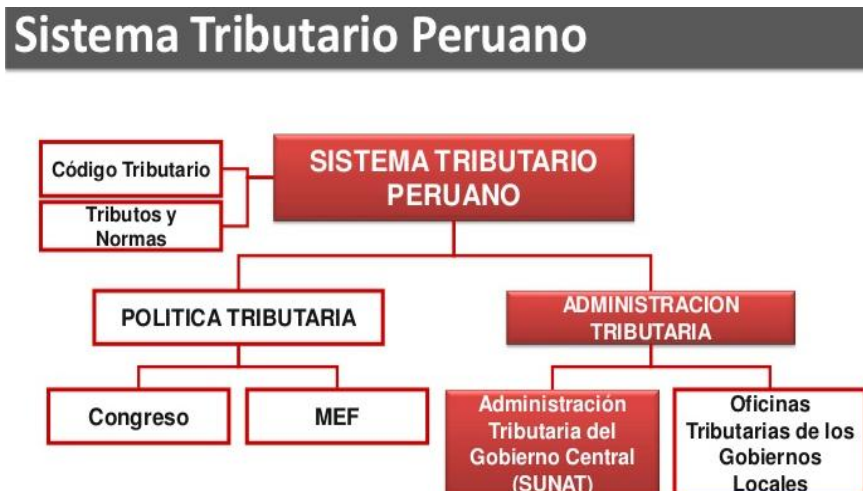 Sistema Tributario Peruano
Código Tributario
Tributos y
Normas
SISTEMA TRIBUTARIO
PERUANO
POLITICA TRIBUTARIA
ADMINISTRACION
TRIBUTARIA
Congreso
MEF
Administración
Tributaria del
Gobierno Central
(SUNAT)
Oficinas
Tributarias de los
Gobiernos
Locales